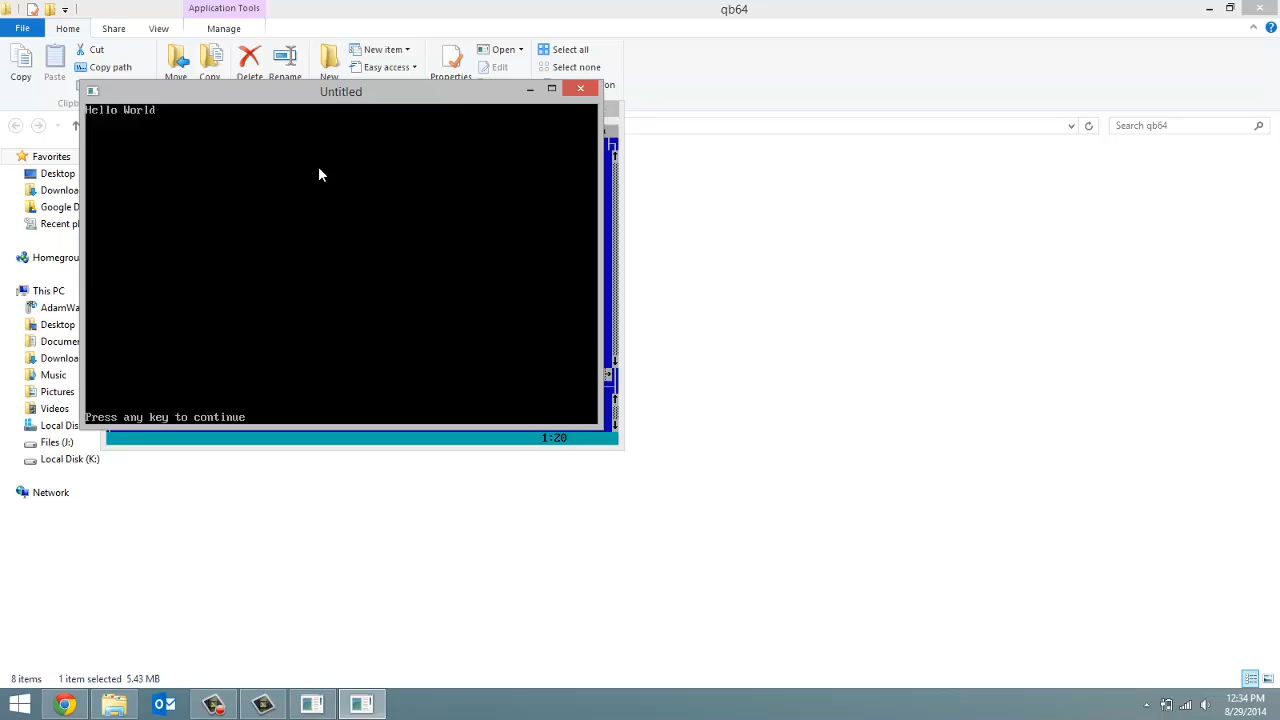 Application Tools
qb64
File
Home
Share
View
Manage
Copy
Paste
Cut
Copy path
Move
Copy
Delete
Rename
New
New item
Easy access
Properties
Open
Edit
Select all
Select none
Untitled
Search qb64
Hello World
Press any key to continue
1:20
Favorites
Desktop
Google D
Recent
This PC
Desktop
Music
Pictures
Videos
Files (J:)
Local Disk (K:)
Network
8 items
1 item selected 5.43 MB
12:34 PM
8/29/2014